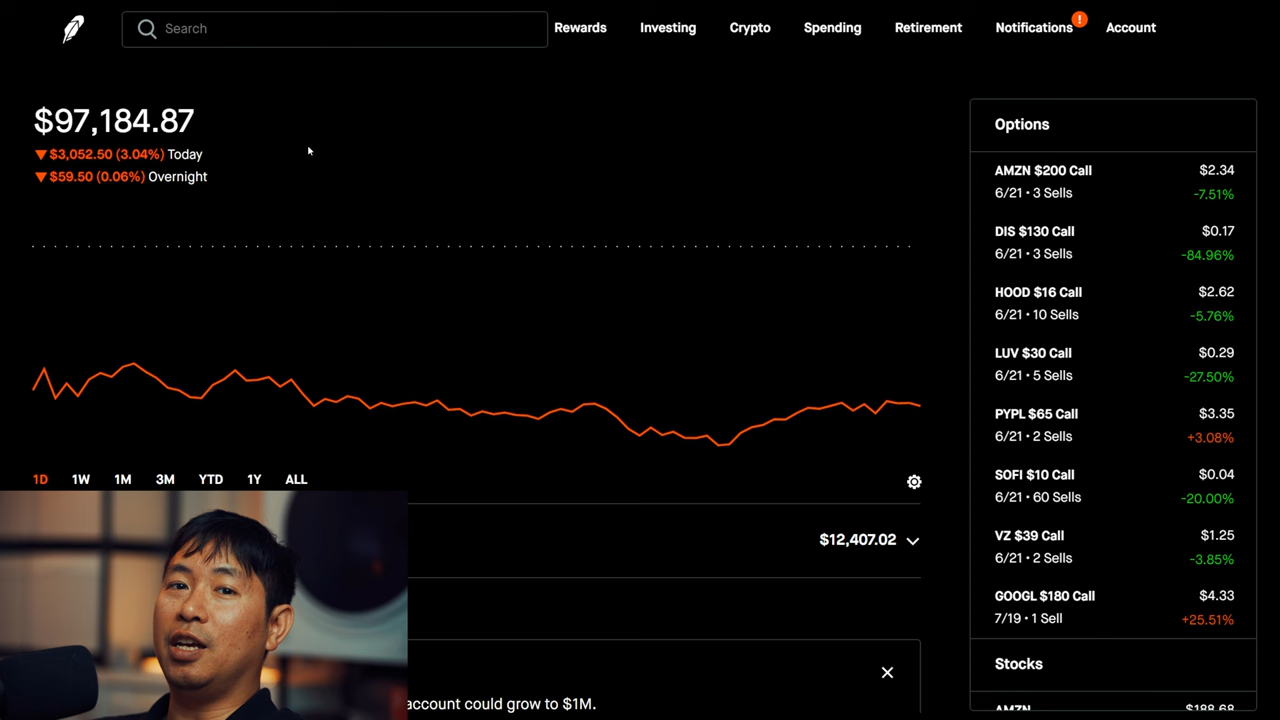 Search
Rewards
Investing
Crypto
Spending
Retirement
Notifications !
Account
$97,184.87
▼ $3,052.50 (3.04%) Today
▼ $59.50 (0.06%) Overnight
1D 1W 1M 3M YTD 1Y ALL
$12,407.02
account could grow to $1M.
Options
AMZN $200 Call $2.34
6/21 • 3 Sells -7.51%
DIS $130 Call $0.17
6/21 • 3 Sells -84.96%
HOOD $16 Call $2.62
6/21 • 10 Sells -5.76%
LUV $30 Call $0.29
6/21 • 5 Sells -27.50%
PYPL $65 Call $3.35
6/21 • 2 Sells +3.08%
SOFI $10 Call $0.04
6/21 • 60 Sells -20.00%
VZ $39 Call $1.25
6/21 • 2 Sells -3.85%
GOOGL $180 Call $4.33
7/19 • 1 Sell +25.51%
Stocks
AMZN $188.68